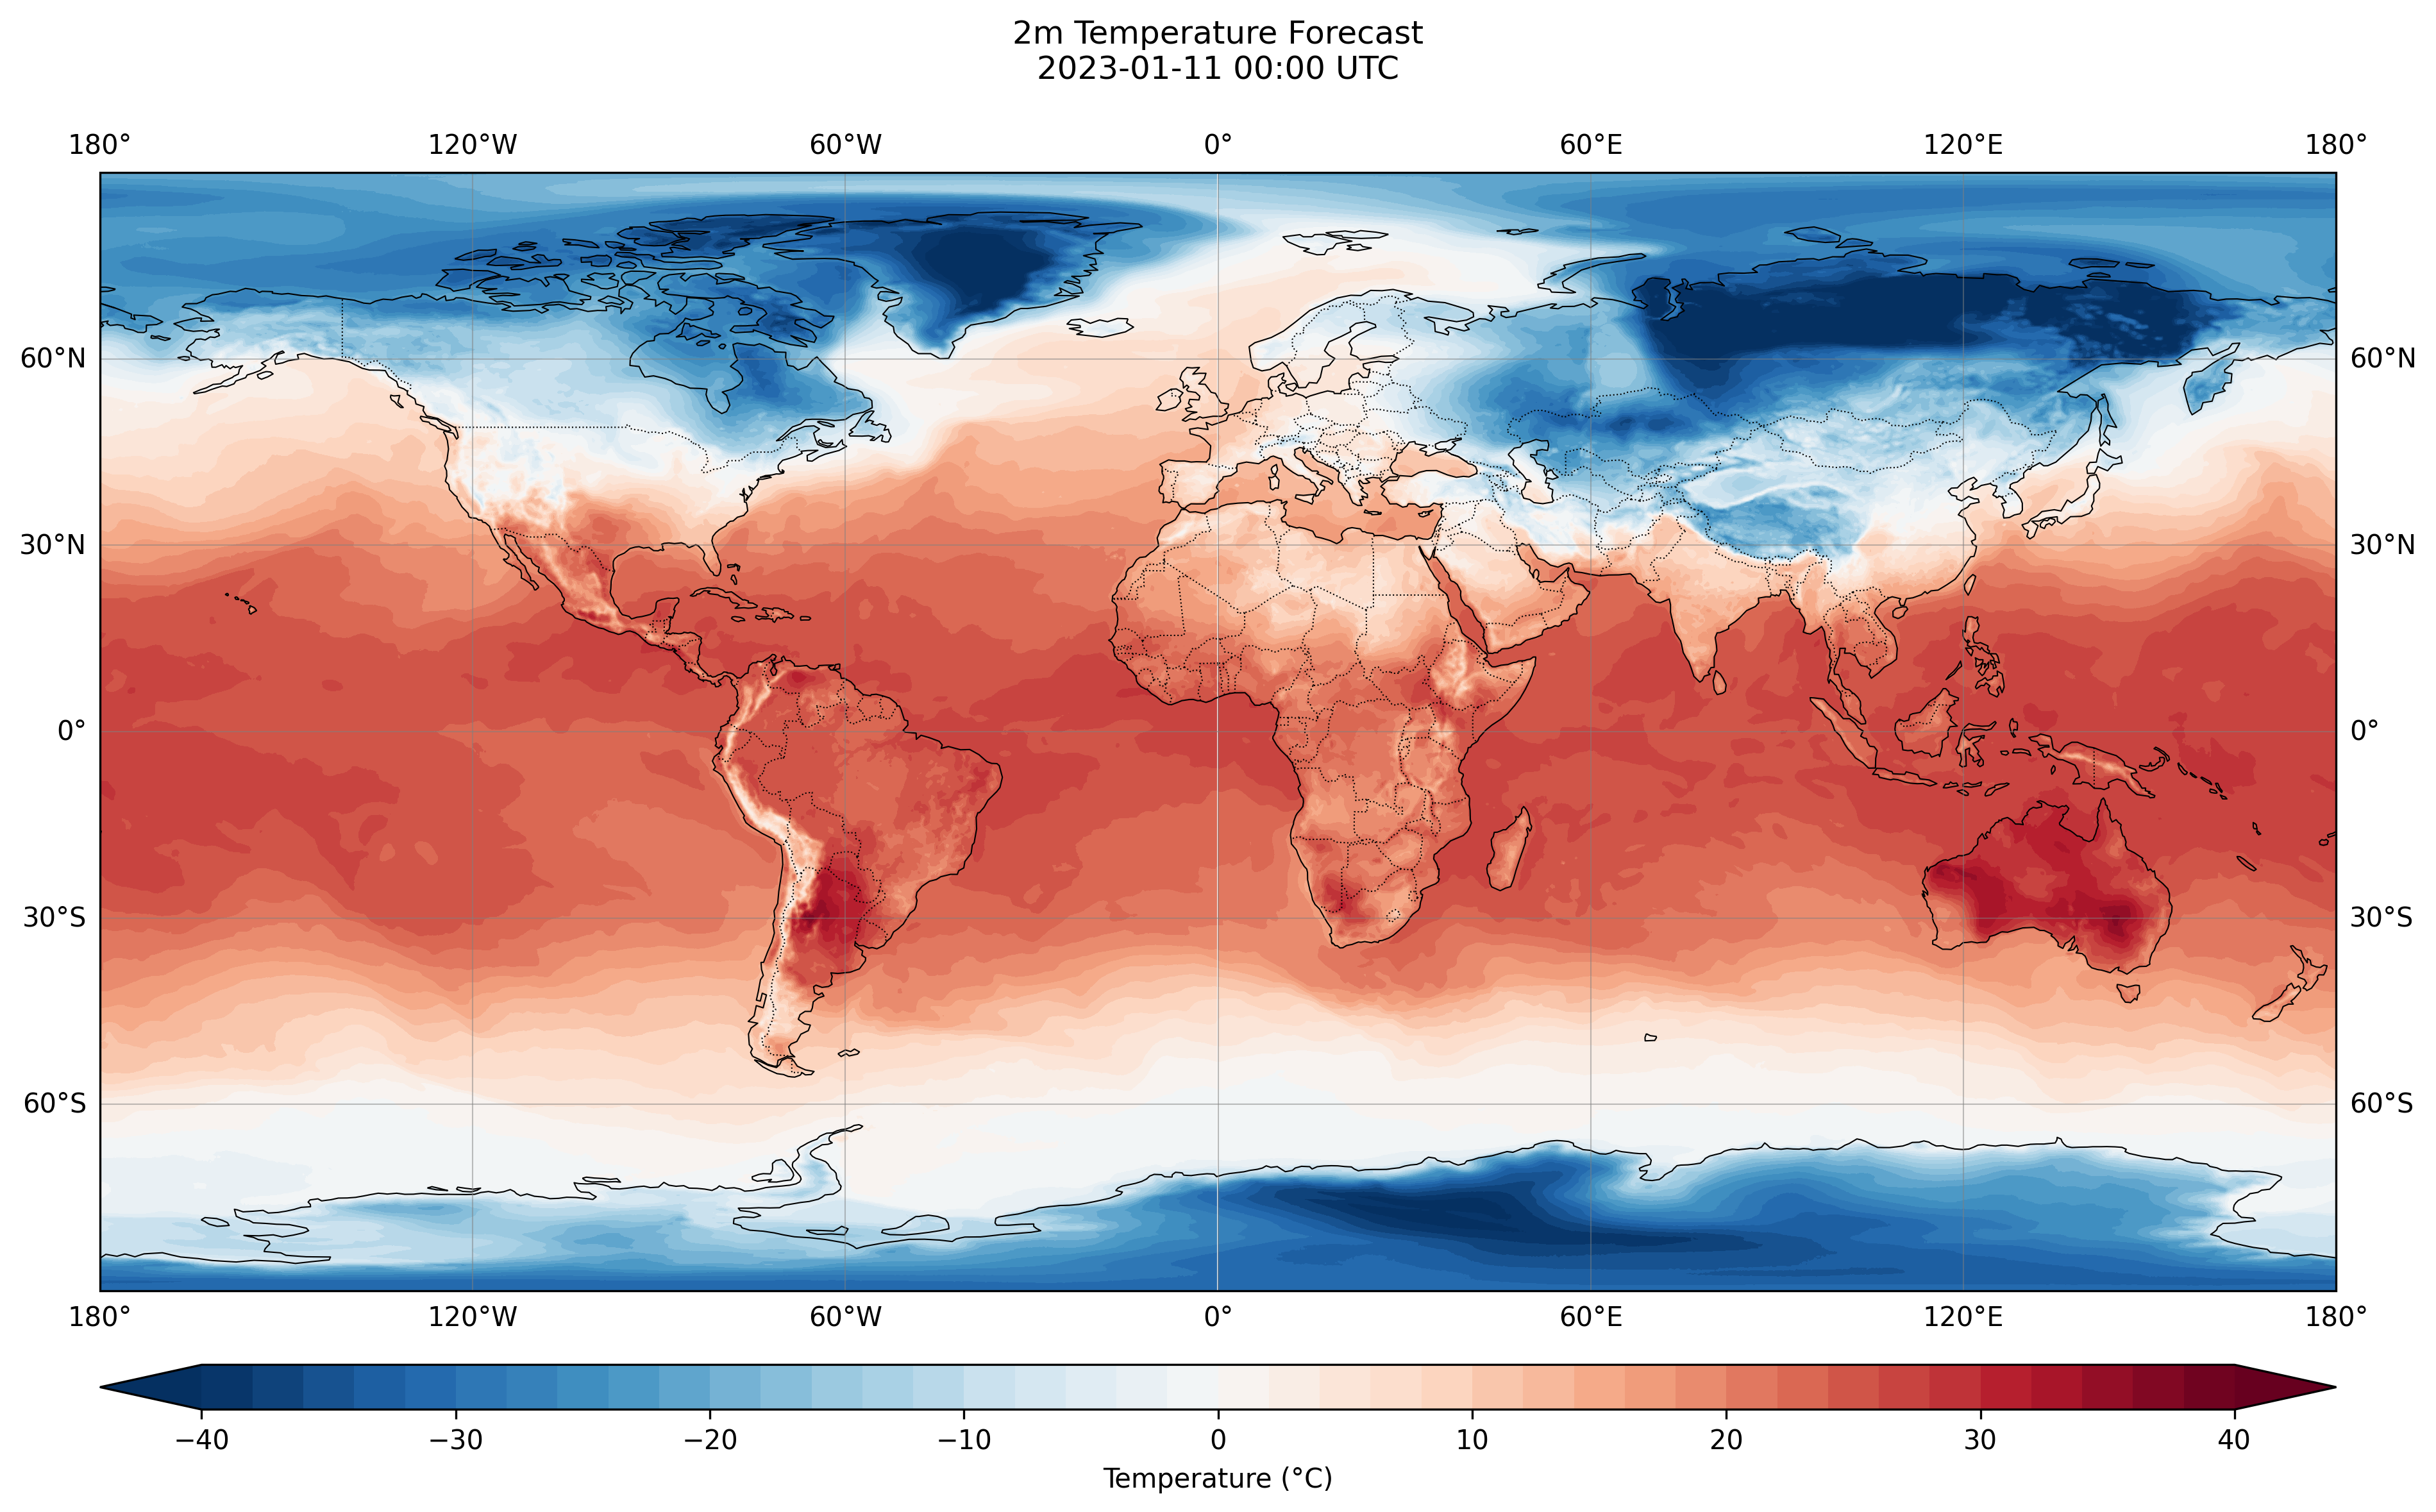 2m Temperature Forecast
2023-01-11 00:00 UTC
180° 120°W 60°W 0° 60°E 120°E 180°
60°N 60°N
30°N 30°N
0° 0°
30°S 30°S
60°S 60°S
180° 120°W 60°W 0° 60°E 120°E 180°
−40 −30 −20 −10 0 10 20 30 40
Temperature (°C)